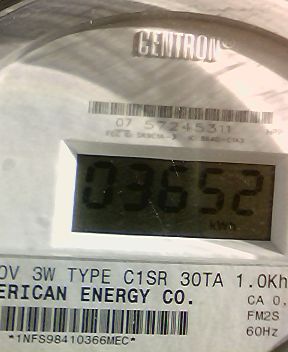 CENTRON®
07 57245311
03652
kWh
0V 3W TYPE C1SR 30TA 1.0Kh
ERICAN ENERGY CO.
CA 0.
FM2S
60Hz
*1NFS98410366MEC*